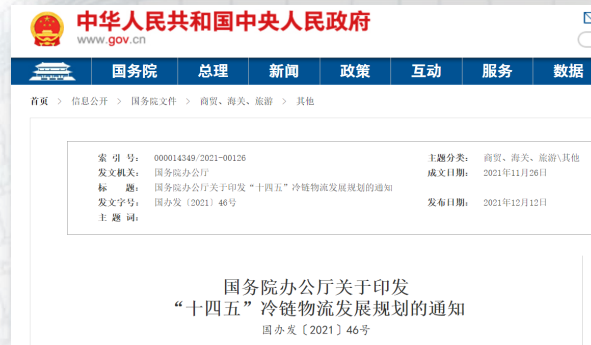 中华人民共和国中央人民政府
www.gov.cn
国务院 总理 新闻 政策 互动 服务 数据
首页 > 信息公开 > 国务院文件 > 商贸、海关、旅游 > 其他
索 引 号： 000014349/2021-00126 主题分类： 商贸、海关、旅游\其他
发文机关： 国务院办公厅 成文日期： 2021年11月26日
标 题： 国务院办公厅关于印发“十四五”冷链物流发展规划的通知
发文字号： 国办发〔2021〕46号 发布日期： 2021年12月12日
主 题 词：
国务院办公厅关于印发
“十四五”冷链物流发展规划的通知
国办发〔2021〕46号